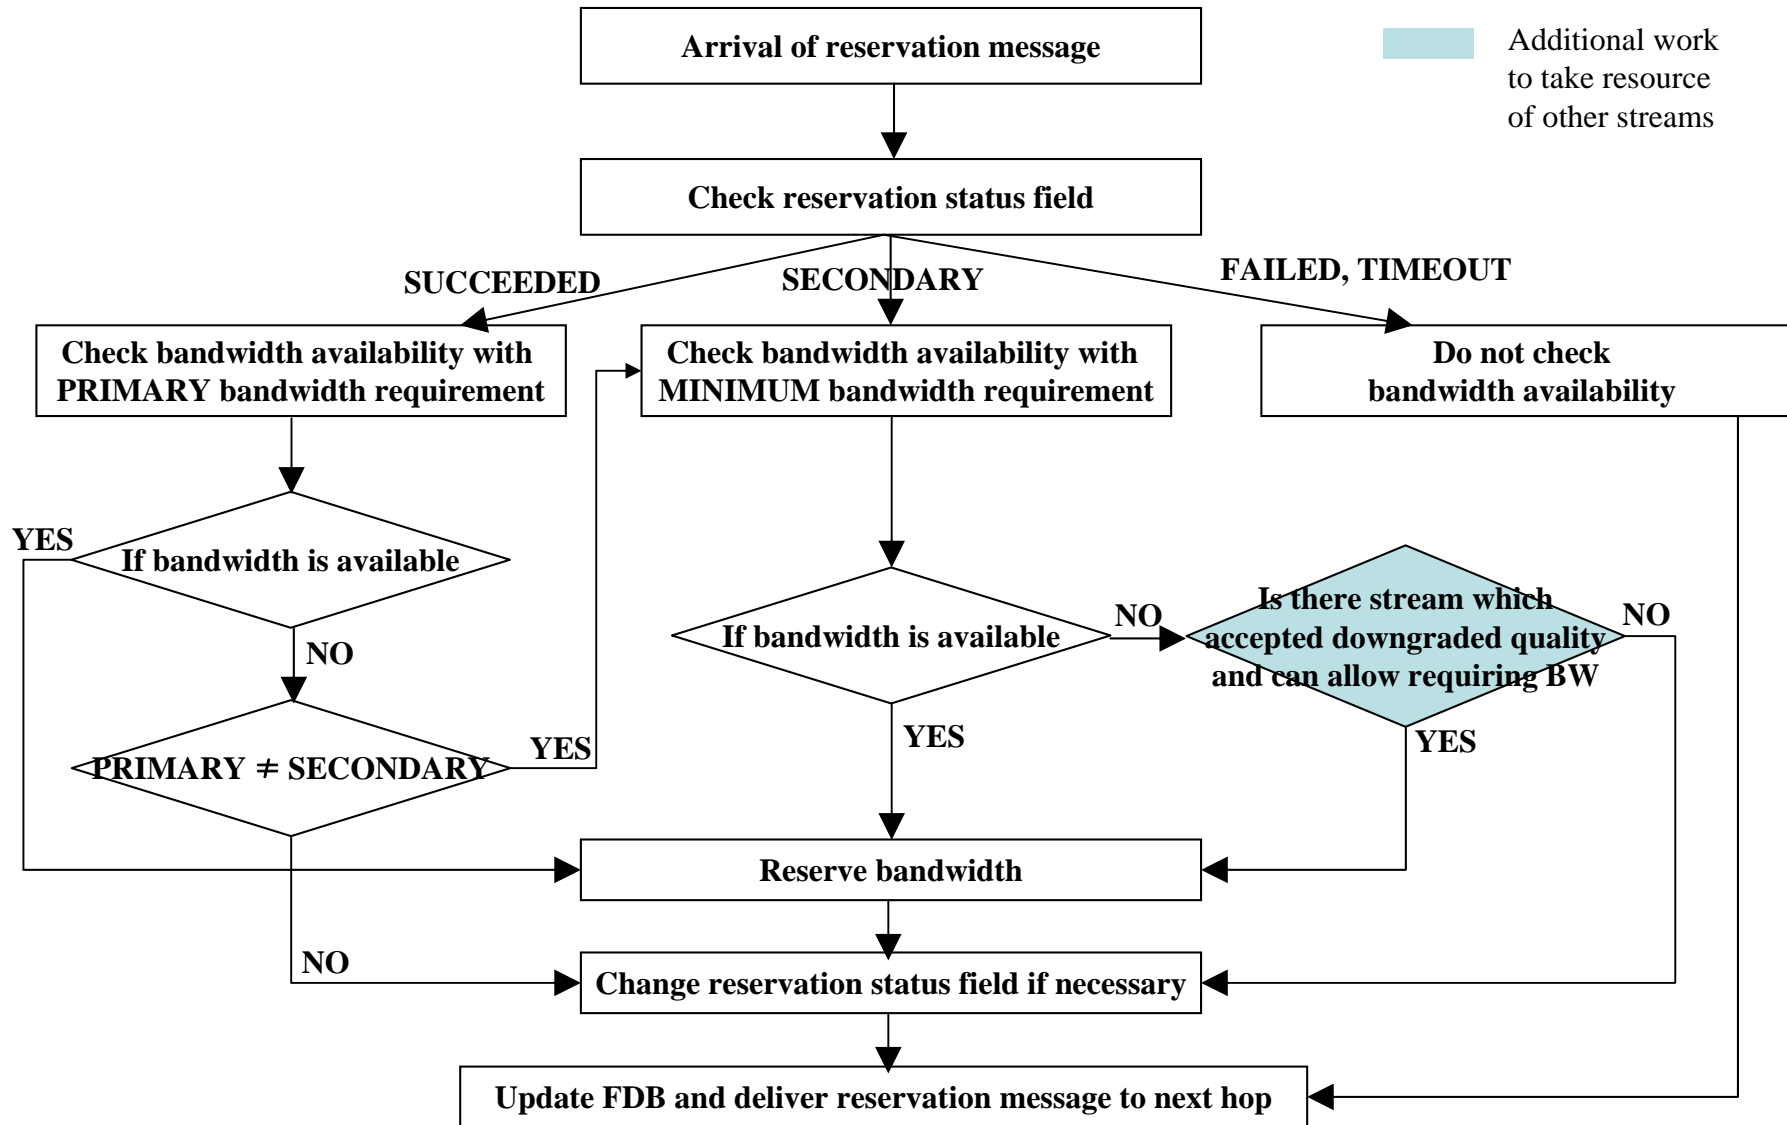 Arrival of reservation message
Additional work
to take resource
of other streams
Check reservation status field
SUCCEEDED
SECONDARY
FAILED, TIMEOUT
Check bandwidth availability with
PRIMARY bandwidth requirement
Check bandwidth availability with
MINIMUM bandwidth requirement
Do not check
bandwidth availability
YES
If bandwidth is available
NO
If bandwidth is available
NO
Is there stream which
accepted downgraded quality
and can allow requiring BW
NO
PRIMARY ≠ SECONDARY
YES
YES
YES
Reserve bandwidth
NO
Change reservation status field if necessary
Update FDB and deliver reservation message to next hop